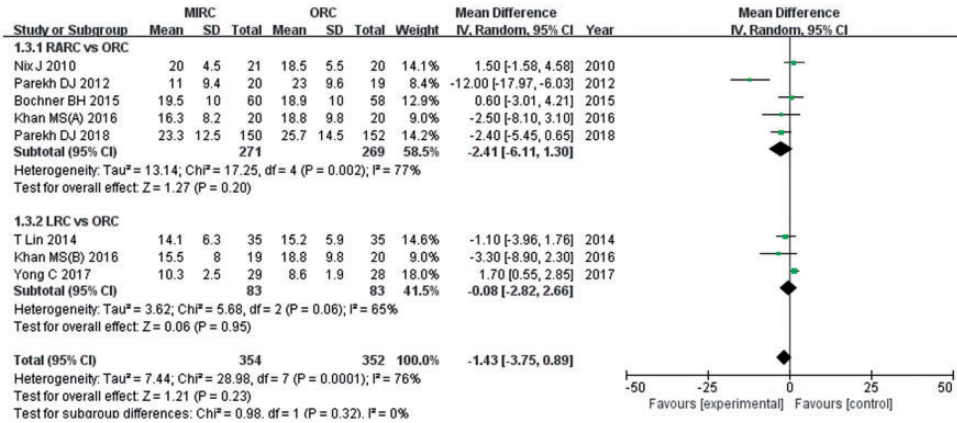 MIRC ORC Mean Difference Mean Difference
Study or Subgroup Mean SD Total Mean SD Total Weight IV, Random, 95% CI Year IV, Random, 95% CI
1.3.1 RARC vs ORC
Nix J 2010 20 4.5 21 18.5 5.5 20 14.1% 1.50 [-1.58, 4.58] 2010
Parekh DJ 2012 11 9.4 20 23 9.6 19 8.4% -12.00 [-17.97, -6.03] 2012
Bochner BH 2015 19.5 10 60 18.9 10 58 12.9% 0.60 [-3.01, 4.21] 2015
Khan MS(A) 2016 16.3 8.2 20 18.8 9.8 20 9.0% -2.50 [-8.10, 3.10] 2016
Parekh DJ 2018 23.3 12.5 150 25.7 14.5 152 14.2% -2.40 [-5.45, 0.65] 2018
Subtotal (95% CI) 271 269 58.5% -2.41 [-6.11, 1.30]
Heterogeneity: Tau² = 13.14; Chi² = 17.25, df = 4 (P = 0.002); I² = 77%
Test for overall effect: Z = 1.27 (P = 0.20)
1.3.2 LRC vs ORC
T Lin 2014 14.1 6.3 35 15.2 5.9 35 14.6% -1.10 [-3.96, 1.76] 2014
Khan MS(B) 2016 15.5 8 19 18.8 9.8 20 9.0% -3.30 [-8.90, 2.30] 2016
Yong C 2017 10.3 2.5 29 8.6 1.9 28 18.0% 1.70 [0.55, 2.85] 2017
Subtotal (95% CI) 83 83 41.5% -0.08 [-2.82, 2.66]
Heterogeneity: Tau² = 3.62; Chi² = 5.68, df = 2 (P = 0.06); I² = 65%
Test for overall effect: Z = 0.06 (P = 0.95)
Total (95% CI) 354 352 100.0% -1.43 [-3.75, 0.89]
Heterogeneity: Tau² = 7.44; Chi² = 28.98, df = 7 (P = 0.0001); I² = 76%
Test for overall effect: Z = 1.21 (P = 0.23)
Test for subgroup differences: Chi² = 0.98, df = 1 (P = 0.32), I² = 0%
-50 -25 0 25 50
Favours [experimental] Favours [control]